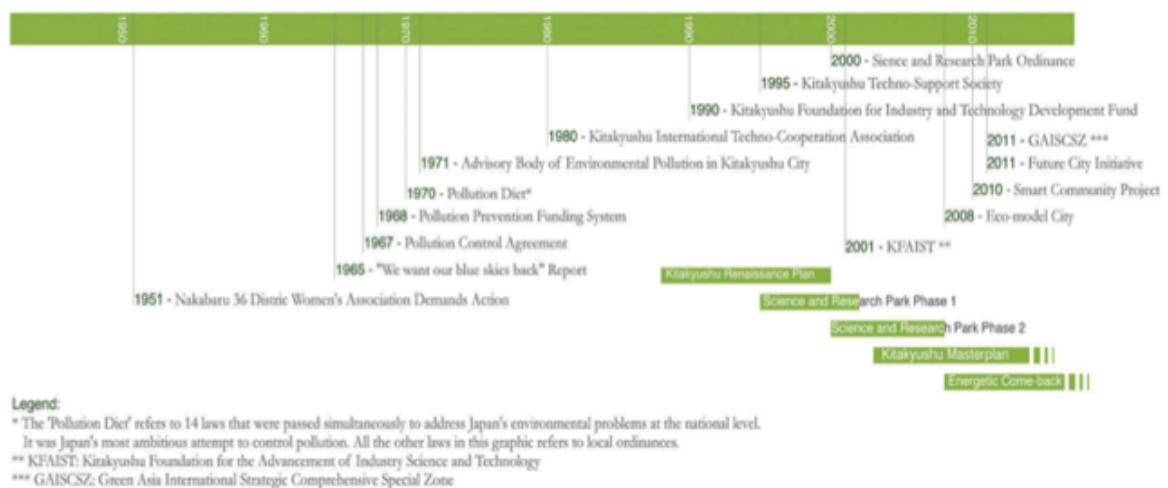 1950 1960 1970 1980 1990 2000 2010
2000 - Sience and Research Park Ordinance
1995 - Kitakyushu Techno-Support Society
1990 - Kitakyushu Foundation for Industry and Technology Development Fund
1980 - Kitakyushu International Techno-Cooperation Association
2011 - GAISCSZ ***
1971 - Advisory Body of Environmental Pollution in Kitakyushu City
2011 - Future City Initiative
1970 - Pollution Diet*
2010 - Smart Community Project
1968 - Pollution Prevention Funding System
2008 - Eco-model City
1967 - Pollution Control Agreement
2001 - KFAIST **
1965 - "We want our blue skies back" Report
Kitakyushu Renaissance Plan
1951 - Nakabaru 36 Distric Women's Association Demands Action
Science and Research Park Phase 1
Science and Research Park Phase 2
Kitakyushu Masterplan
Energetic Come-back
Legend:
* The 'Pollution Diet' refers to 14 laws that were passed simultaneously to address Japan's environmental problems at the national level.
It was Japan's most ambitious attempt to control pollution. All the other laws in this graphic refers to local ordinances.
** KFAIST: Kitakyushu Foundation for the Advancement of Industry Science and Technology
*** GAISCSZ: Green Asia International Strategic Comprehensive Special Zone